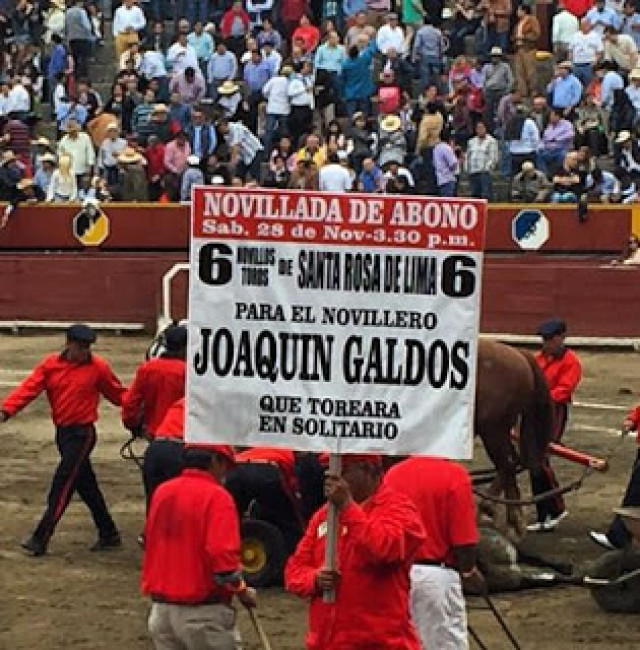 NOVILLADA DE ABONO
Sab. 28 de Nov-3.30 p.m.
6 NOVILLOS TOROS DE SANTA ROSA DE LIMA 6
PARA EL NOVILLERO
JOAQUIN GALDOS
QUE TOREARA
EN SOLITARIO